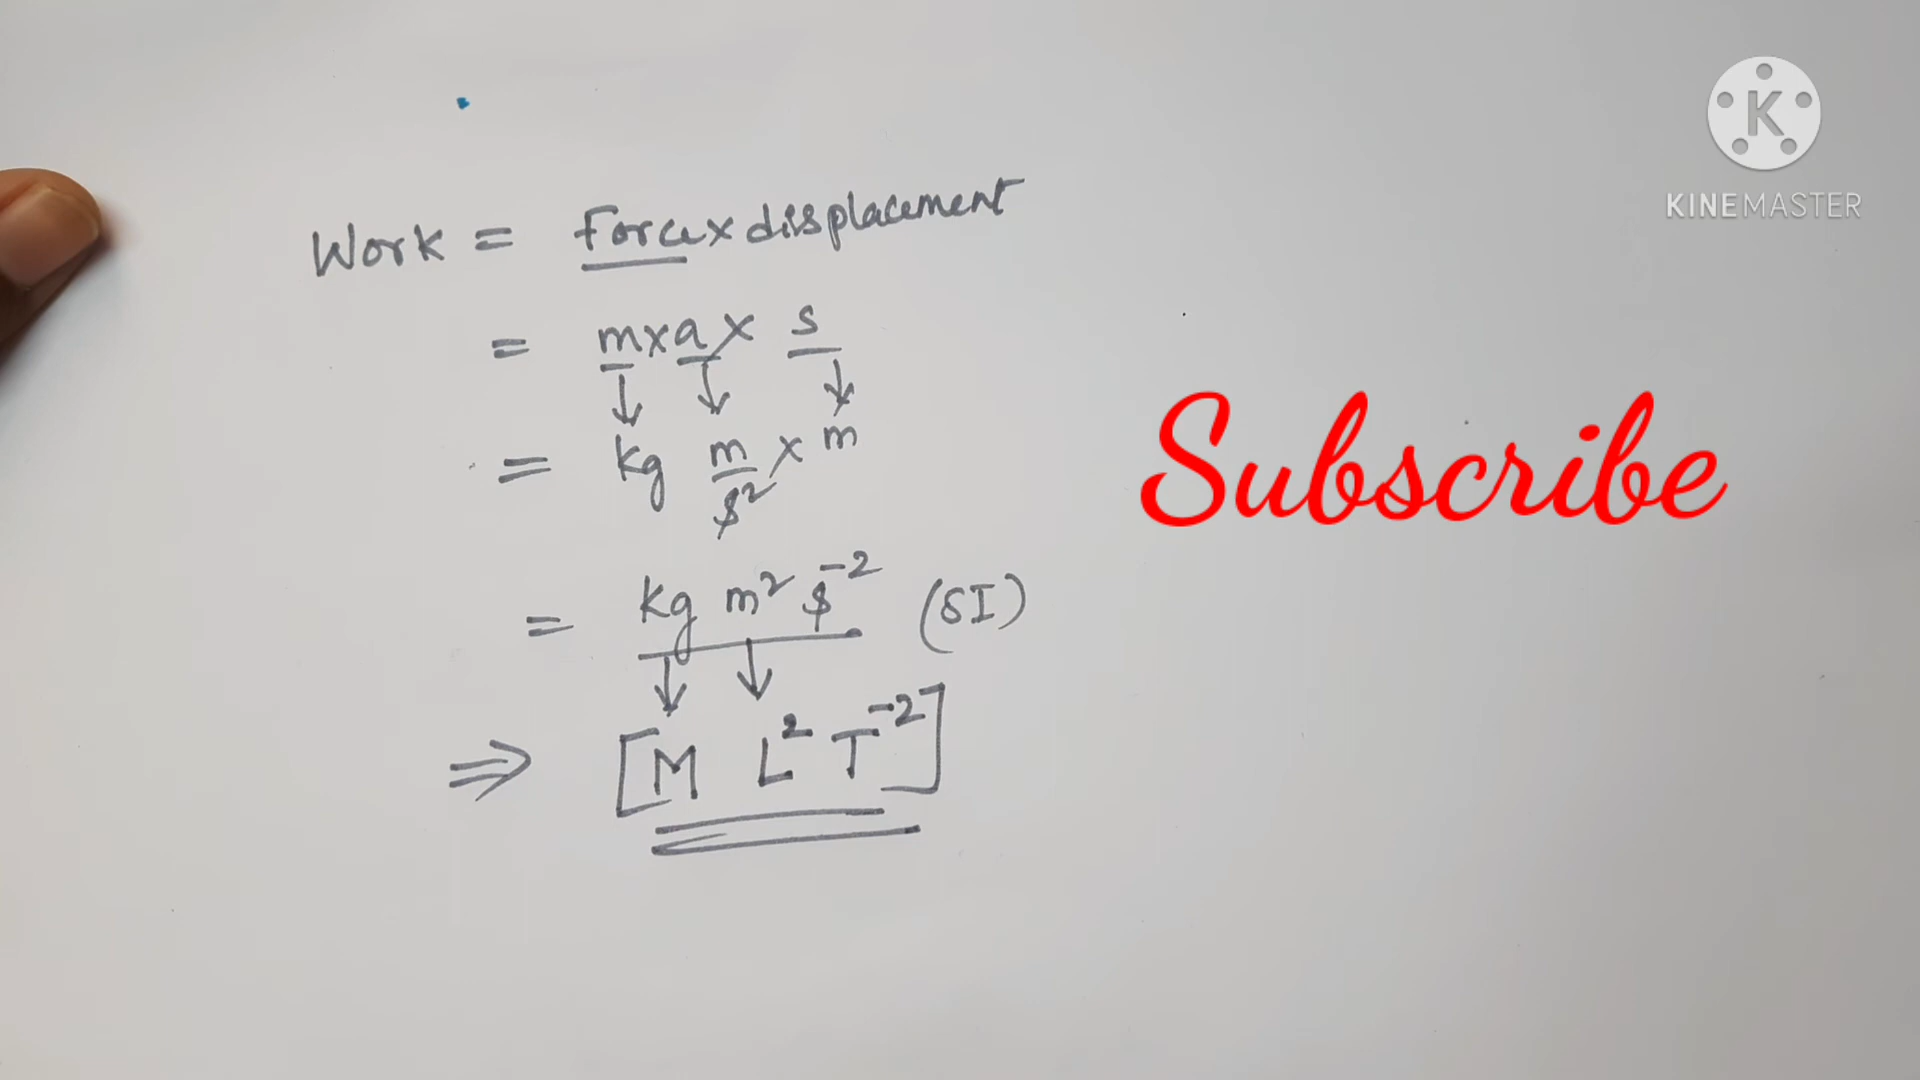 K
KINEMASTER
Work = Force x displacement
= m x a x s
↓ ↓ ↓
= kg m/s² x m
= kg m² s⁻² (SI)
↓ ↓
⇒ [M L² T⁻²]
Subscribe